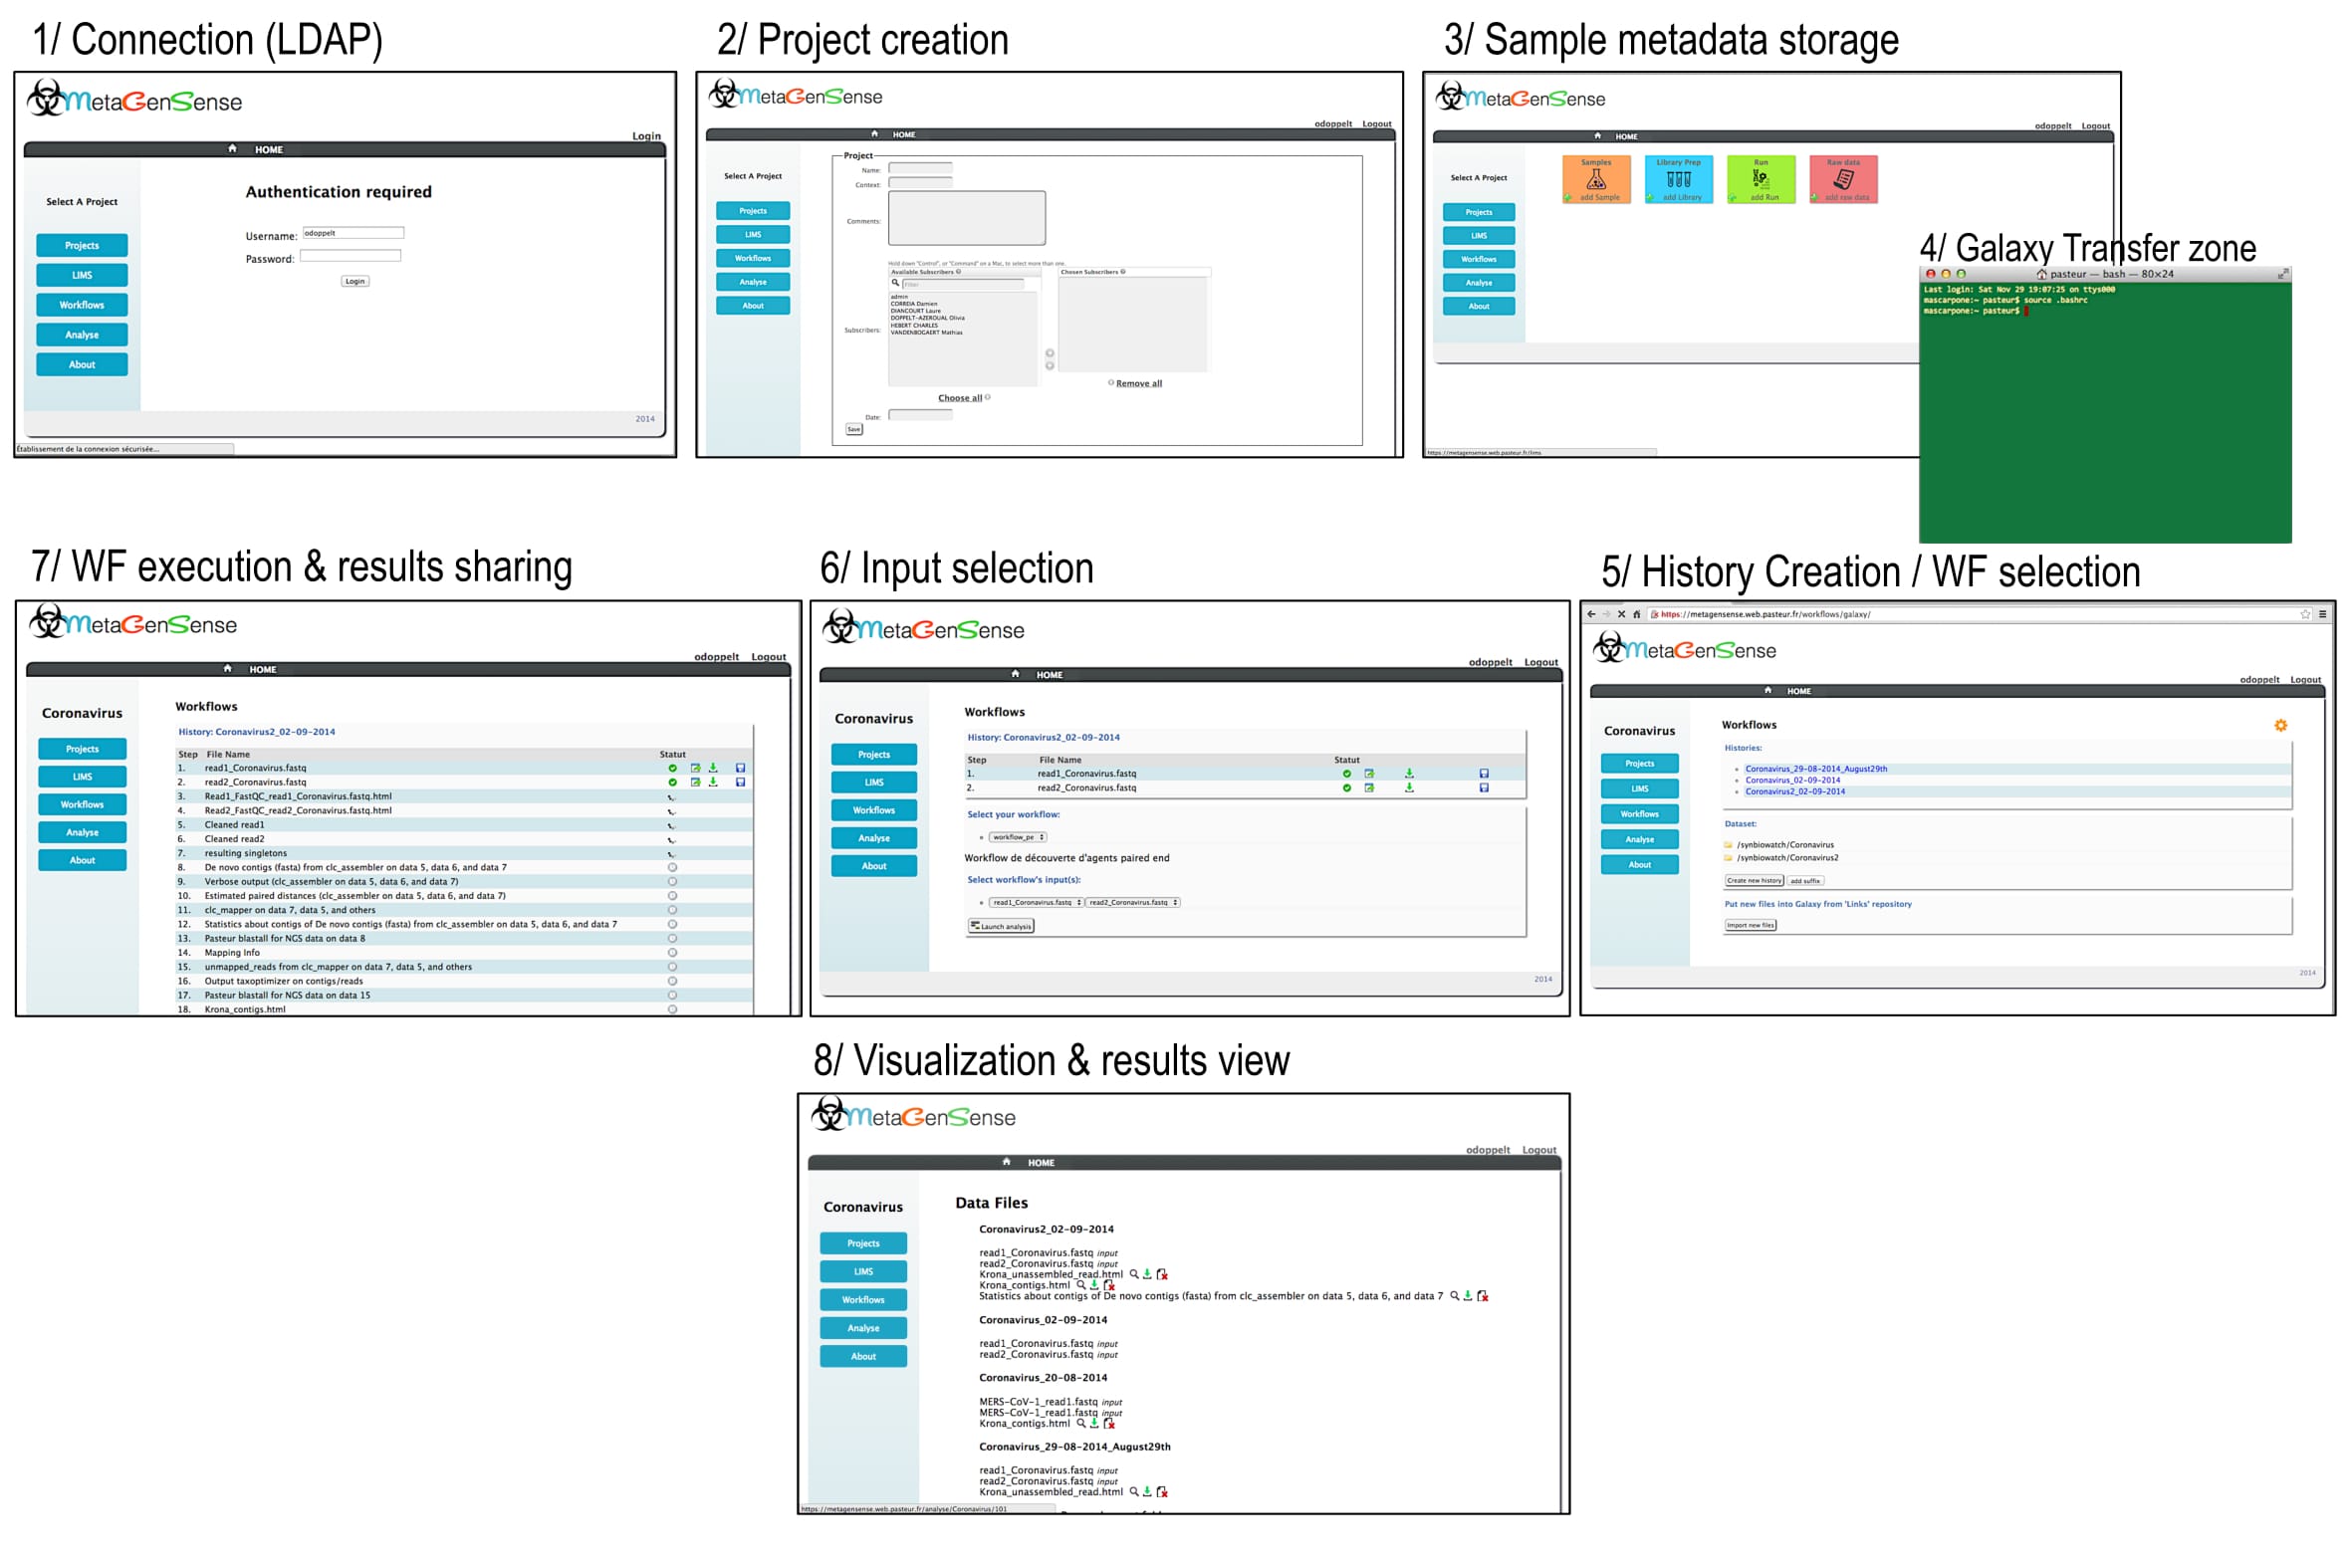 1/ Connection (LDAP)
MetaGenSense
Login
HOME
Select A Project
Projects
LIMS
Workflows
Analyse
About
Authentication required
Username: odoppelt
Password:
Login
2014
Établissement de la connexion sécurisée...
2/ Project creation
MetaGenSense
odoppelt Logout
HOME
Select A Project
Projects
LIMS
Workflows
Analyse
About
Project
Name:
Context:
Comments:
Hold down "Control", or "Command" on a Mac, to select more than one.
Available Subscribers
Chosen Subscribers
Filter
Subscribers:
admin
CORREIA Damien
DIANCOURT Laure
DOPPELT-AZEROUAL Olivia
HEBERT CHARLES
VANDENBOGAERT Mathias
Choose all
Remove all
Date:
Save
3/ Sample metadata storage
MetaGenSense
odoppelt Logout
HOME
Select A Project
Projects
LIMS
Workflows
Analyse
About
Samples
add Sample
Library Prep
add Library
Run
add Run
Raw data
add raw data
https://metagensense.web.pasteur.fr/lims
4/ Galaxy Transfer zone
pasteur — bash — 80×24
Last login: Sat Nov 29 19:07:25 on ttys000
mascarpone:~ pasteur$ source .bashrc
mascarpone:~ pasteur$
7/ WF execution & results sharing
MetaGenSense
odoppelt Logout
HOME
Coronavirus
Projects
LIMS
Workflows
Analyse
About
Workflows
History: Coronavirus2_02-09-2014
Step File Name Statut
1. read1_Coronavirus.fastq
2. read2_Coronavirus.fastq
3. Read1_FastQC_read1_Coronavirus.fastq.html
4. Read2_FastQC_read2_Coronavirus.fastq.html
5. Cleaned read1
6. Cleaned read2
7. resulting singletons
8. De novo contigs (fasta) from clc_assembler on data 5, data 6, and data 7
9. Verbose output (clc_assembler on data 5, data 6, and data 7)
10. Estimated paired distances (clc_assembler on data 5, data 6, and data 7)
11. clc_mapper on data 7, data 5, and others
12. Statistics about contigs of De novo contigs (fasta) from clc_assembler on data 5, data 6, and data 7
13. Pasteur blastall for NGS data on data 8
14. Mapping Info
15. unmapped_reads from clc_mapper on data 7, data 5, and others
16. Output taxoptimizer on contigs/reads
17. Pasteur blastall for NGS data on data 15
18. Krona_contigs.html
6/ Input selection
MetaGenSense
odoppelt Logout
HOME
Coronavirus
Projects
LIMS
Workflows
Analyse
About
Workflows
History: Coronavirus2_02-09-2014
Step File Name Statut
1. read1_Coronavirus.fastq
2. read2_Coronavirus.fastq
Select your workflow:
workflow_pe
Workflow de découverte d'agents paired end
Select workflow's input(s):
read1_Coronavirus.fastq read2_Coronavirus.fastq
Launch analysis
2014
5/ History Creation / WF selection
https://metagensense.web.pasteur.fr/workflows/galaxy/
MetaGenSense
odoppelt Logout
HOME
Coronavirus
Projects
LIMS
Workflows
Analyse
About
Workflows
Histories:
Coronavirus_29-08-2014_August29th
Coronavirus_02-09-2014
Coronavirus2_02-09-2014
Dataset:
/synbiowatch/Coronavirus
/synbiowatch/Coronavirus2
Create new history add suffix
Put new files into Galaxy from 'Links' repository
Import new files
2014
8/ Visualization & results view
MetaGenSense
odoppelt Logout
HOME
Coronavirus
Projects
LIMS
Workflows
Analyse
About
Data Files
Coronavirus2_02-09-2014
read1_Coronavirus.fastq input
read2_Coronavirus.fastq input
Krona_unassembled_read.html
Krona_contigs.html
Statistics about contigs of De novo contigs (fasta) from clc_assembler on data 5, data 6, and data 7
Coronavirus_02-09-2014
read1_Coronavirus.fastq input
read2_Coronavirus.fastq input
Coronavirus_20-08-2014
MERS-CoV-1_read1.fastq input
MERS-CoV-1_read1.fastq input
Krona_contigs.html
Coronavirus_29-08-2014_August29th
read1_Coronavirus.fastq input
read2_Coronavirus.fastq input
Krona_unassembled_read.html
https://metagensense.web.pasteur.fr/analyse/Coronavirus/101